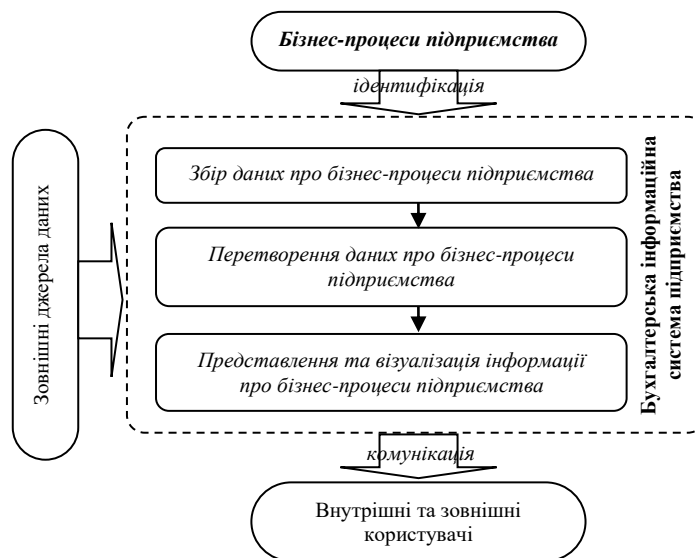 Бізнес-процеси підприємства
ідентифікація
Зовнішні джерела даних
Збір даних про бізнес-процеси підприємства
Перетворення даних про бізнес-процеси
підприємства
Представлення та візуалізація інформації
про бізнес-процеси підприємства
Бухгалтерська інформаційна
система підприємства
комунікація
Внутрішні та зовнішні
користувачі